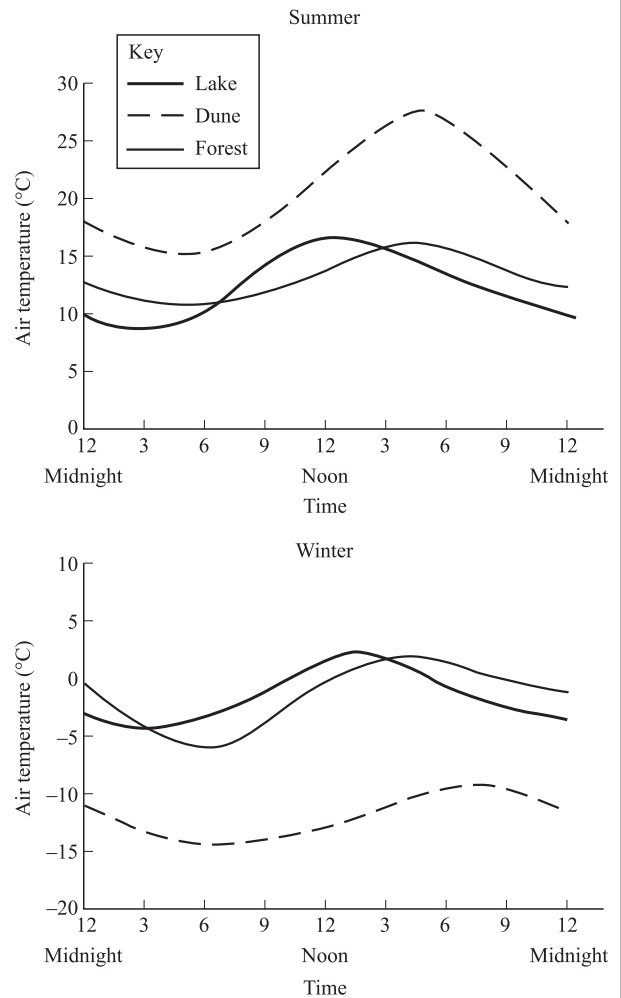 Summer
Key
Lake
Dune
Forest
30
25
20
15
10
5
0
Air temperature (°C)
12 3 6 9 12 3 6 9 12
Midnight Noon Midnight
Time
Winter
10
5
0
–5
–10
–15
–20
Air temperature (°C)
12 3 6 9 12 3 6 9 12
Midnight Noon Midnight
Time